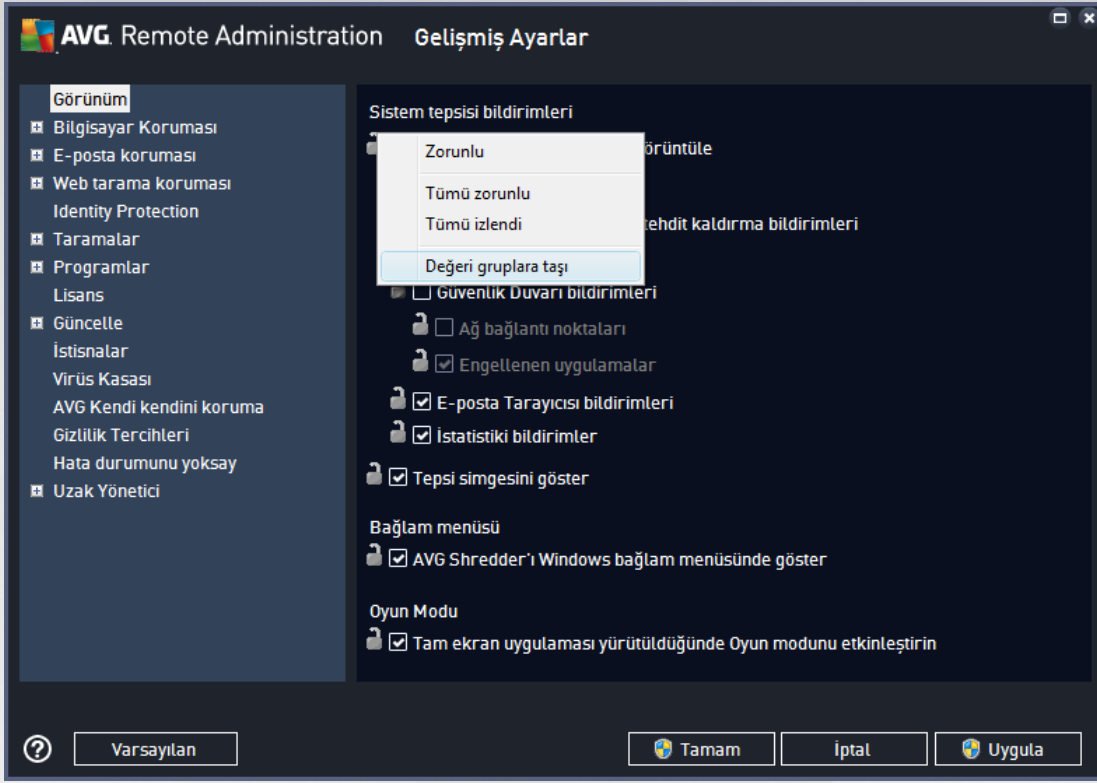 AVG. Remote Administration Gelişmiş Ayarlar
Görünüm
Bilgisayar Koruması
E-posta koruması
Web tarama koruması
Identity Protection
Taramalar
Programlar
Lisans
Güncelle
İstisnalar
Virüs Kasası
AVG Kendi kendini koruma
Gizlilik Tercihleri
Hata durumunu yoksay
Uzak Yönetici
Sistem tepsisi bildirimleri
Zorunlu
Tümü zorunlu
Tümü izlendi
tehdit kaldırma bildirimleri
Değeri gruplara taşı
Güvenlik Duvarı bildirimleri
Ağ bağlantı noktaları
Engellenen uygulamalar
E-posta Tarayıcısı bildirimleri
İstatistiki bildirimler
Tepsi simgesini göster
Bağlam menüsü
AVG Shredder'ı Windows bağlam menüsünde göster
Oyun Modu
Tam ekran uygulaması yürütüldüğünde Oyun modunu etkinleştirin
Varsayılan
Tamam
İptal
Uygula